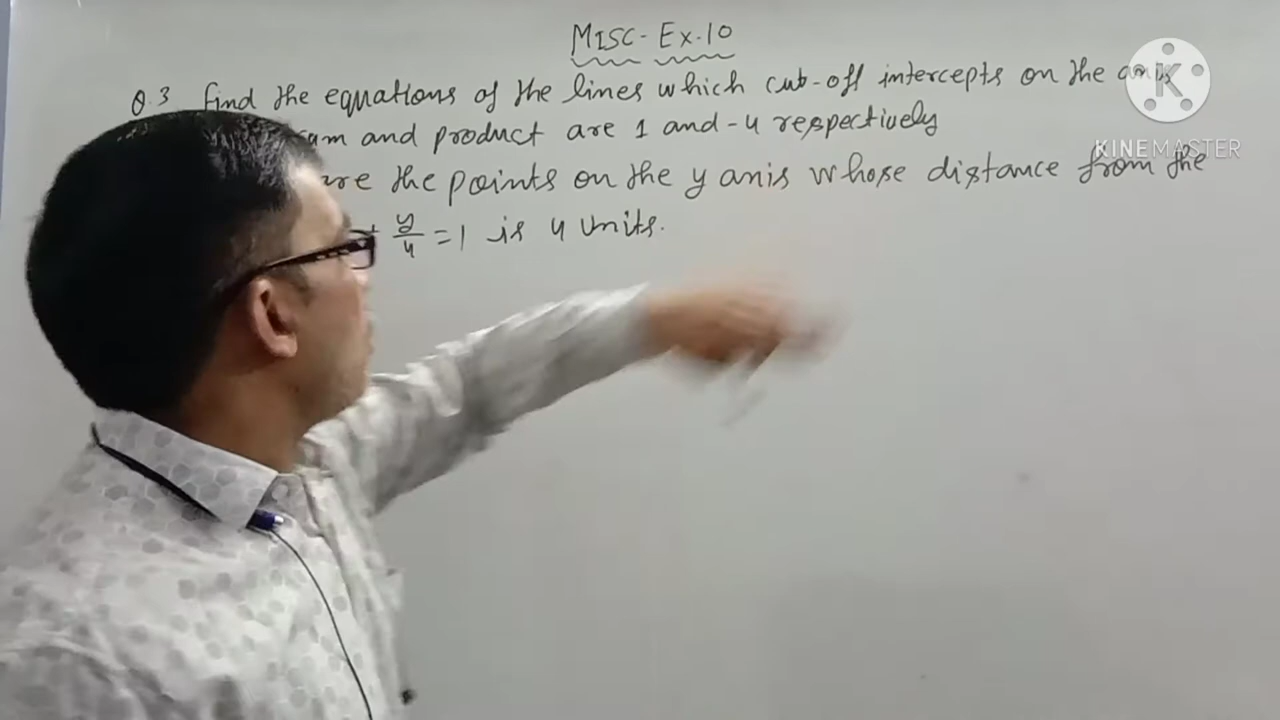 MISC- Ex.10
Q.3 find the equations of the lines which cut-off intercepts on the axis
sum and product are 1 and -4 respectively
are the points on the y axis whose distance from the
y/4 = 1 is 4 units.
K
KINEMASTER